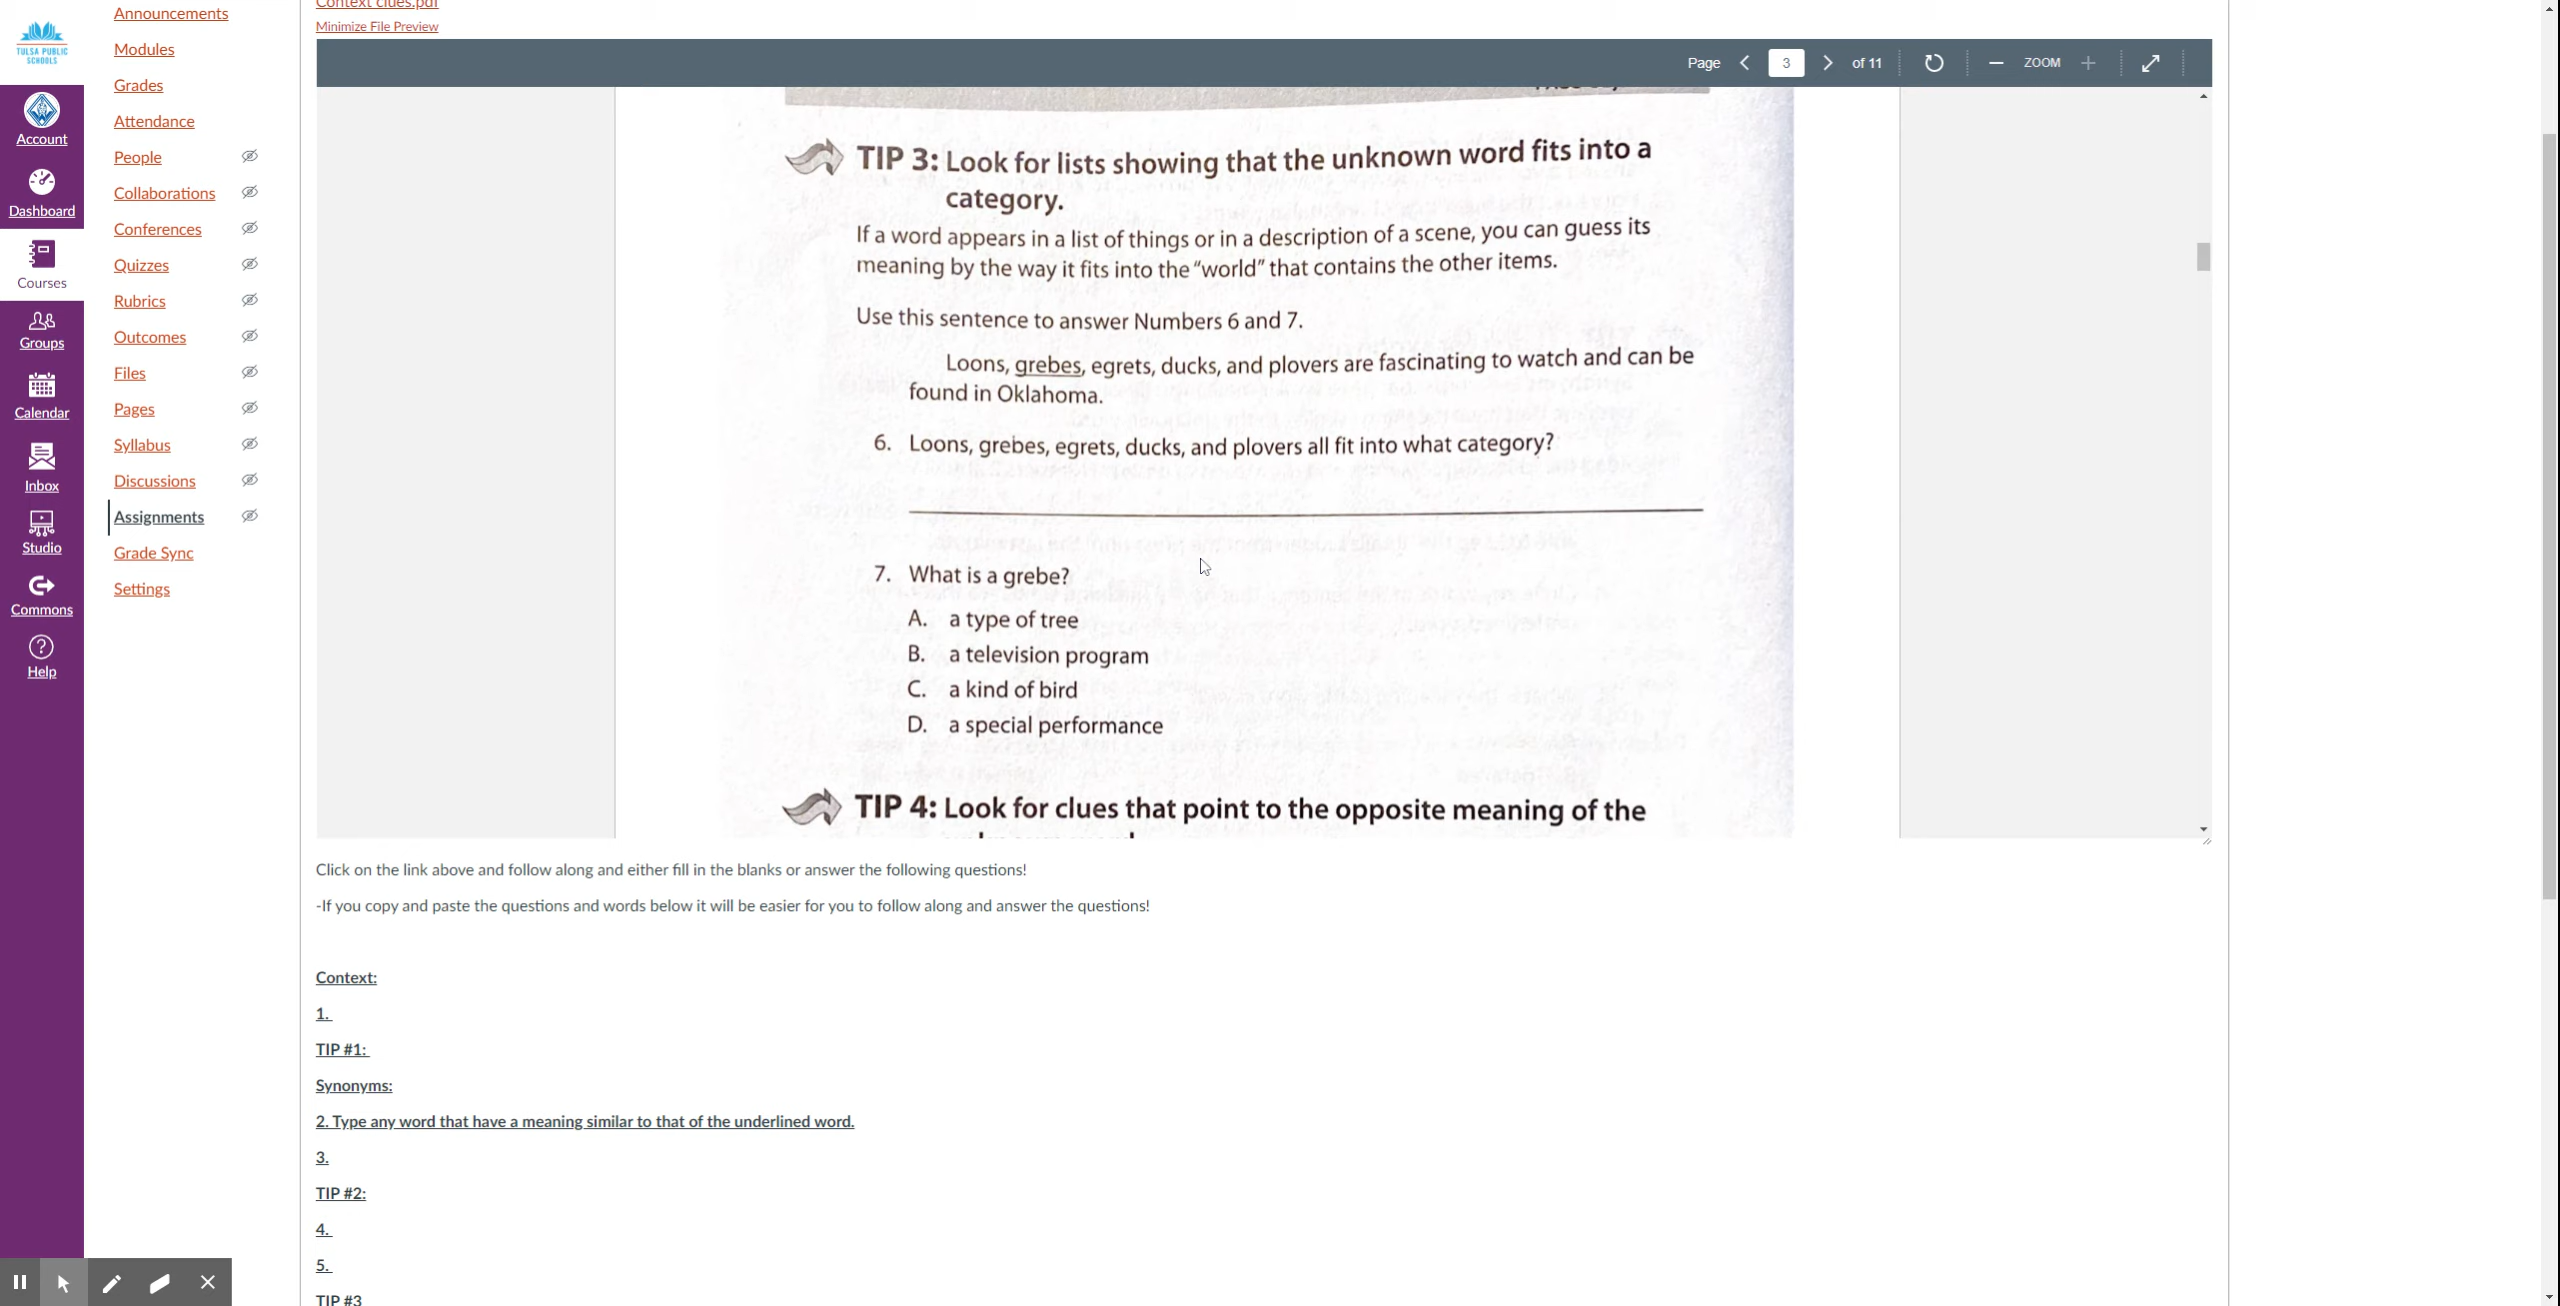 Context clues.pdf
Minimize File Preview
TULSA PUBLIC
SCHOOLS
Account
Dashboard
Courses
Groups
Calendar
Inbox
Studio
Commons
Help
Announcements
Modules
Grades
Attendance
People
Collaborations
Conferences
Quizzes
Rubrics
Outcomes
Files
Pages
Syllabus
Discussions
Assignments
Grade Sync
Settings
Page 3 of 11 ZOOM
TIP 3: Look for lists showing that the unknown word fits into a
category.
If a word appears in a list of things or in a description of a scene, you can guess its
meaning by the way it fits into the “world” that contains the other items.
Use this sentence to answer Numbers 6 and 7.
Loons, grebes, egrets, ducks, and plovers are fascinating to watch and can be
found in Oklahoma.
6. Loons, grebes, egrets, ducks, and plovers all fit into what category?
7. What is a grebe?
A. a type of tree
B. a television program
C. a kind of bird
D. a special performance
TIP 4: Look for clues that point to the opposite meaning of the
Click on the link above and follow along and either fill in the blanks or answer the following questions!
-If you copy and paste the questions and words below it will be easier for you to follow along and answer the questions!
Context:
1.
TIP #1:
Synonyms:
2. Type any word that have a meaning similar to that of the underlined word.
3.
TIP #2:
4.
5.
TIP #3